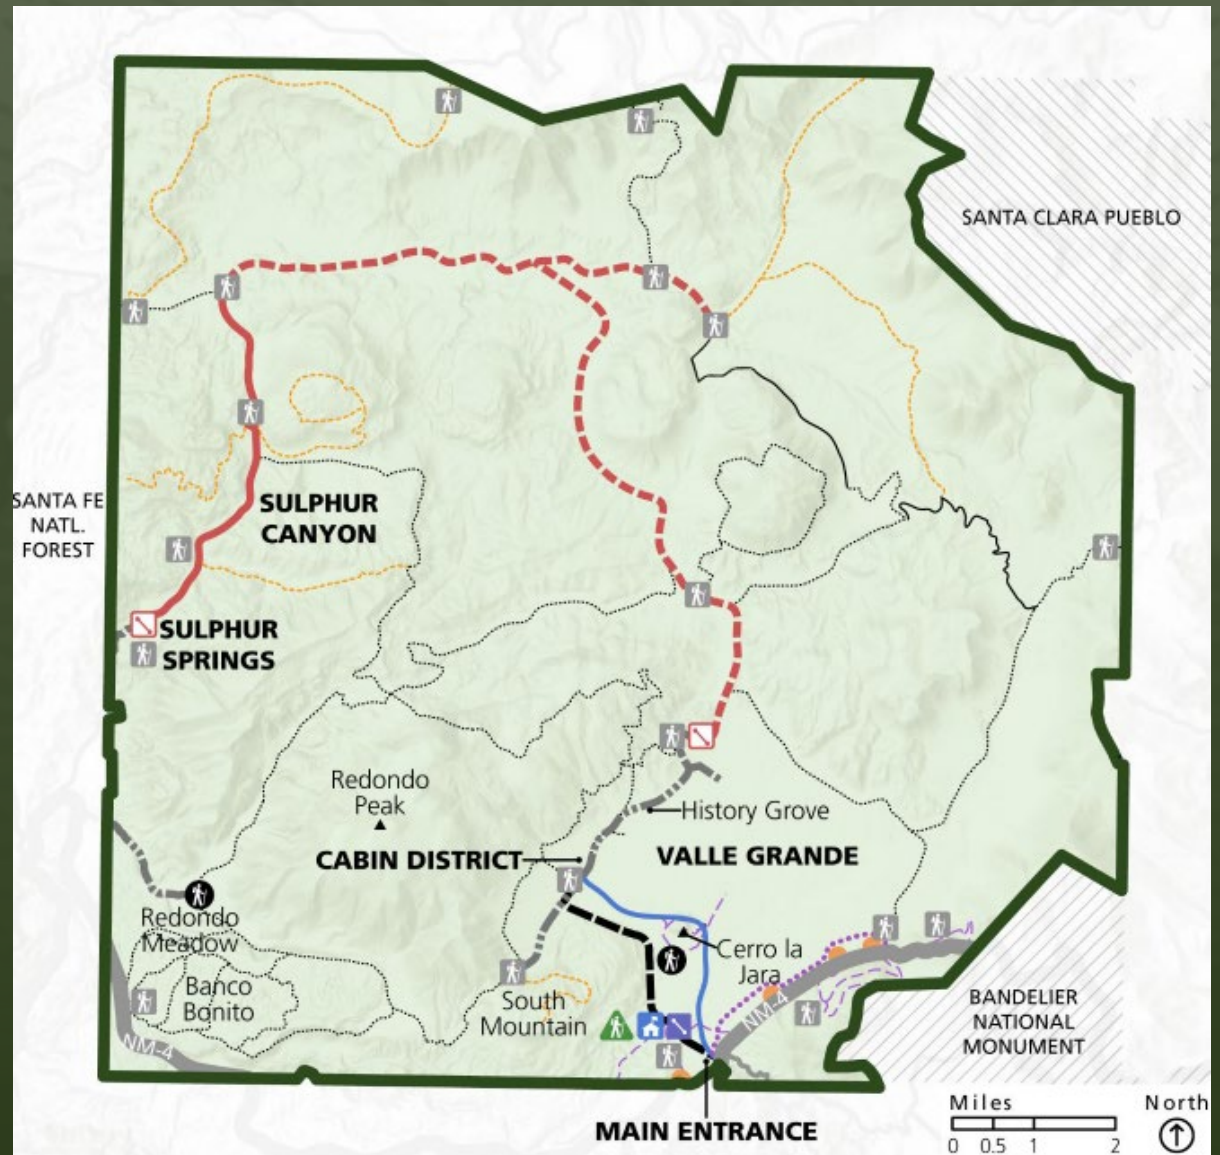 SANTA CLARA PUEBLO
SANTA FE
NATL.
FOREST
SULPHUR
CANYON
SULPHUR
SPRINGS
Redondo
Peak
History Grove
CABIN DISTRICT
VALLE GRANDE
Redondo
Meadow
Cerro la
Jara
Banco
Bonito
South
Mountain
NM-4
BANDELIER
NATIONAL
MONUMENT
NM-4
MAIN ENTRANCE
Miles
0 0.5 1 2
North